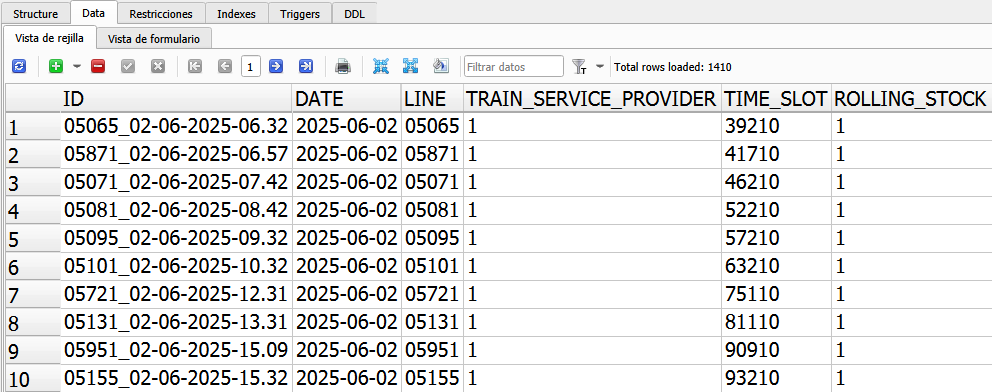 Structure Data Restricciones Indexes Triggers DDL
Vista de rejilla Vista de formulario
1 Filtrar datos T Total rows loaded: 1410
ID DATE LINE TRAIN_SERVICE_PROVIDER TIME_SLOT ROLLING_STOCK
1 05065_02-06-2025-06.32 2025-06-02 05065 1 39210 1
2 05871_02-06-2025-06.57 2025-06-02 05871 1 41710 1
3 05071_02-06-2025-07.42 2025-06-02 05071 1 46210 1
4 05081_02-06-2025-08.42 2025-06-02 05081 1 52210 1
5 05095_02-06-2025-09.32 2025-06-02 05095 1 57210 1
6 05101_02-06-2025-10.32 2025-06-02 05101 1 63210 1
7 05721_02-06-2025-12.31 2025-06-02 05721 1 75110 1
8 05131_02-06-2025-13.31 2025-06-02 05131 1 81110 1
9 05951_02-06-2025-15.09 2025-06-02 05951 1 90910 1
10 05155_02-06-2025-15.32 2025-06-02 05155 1 93210 1